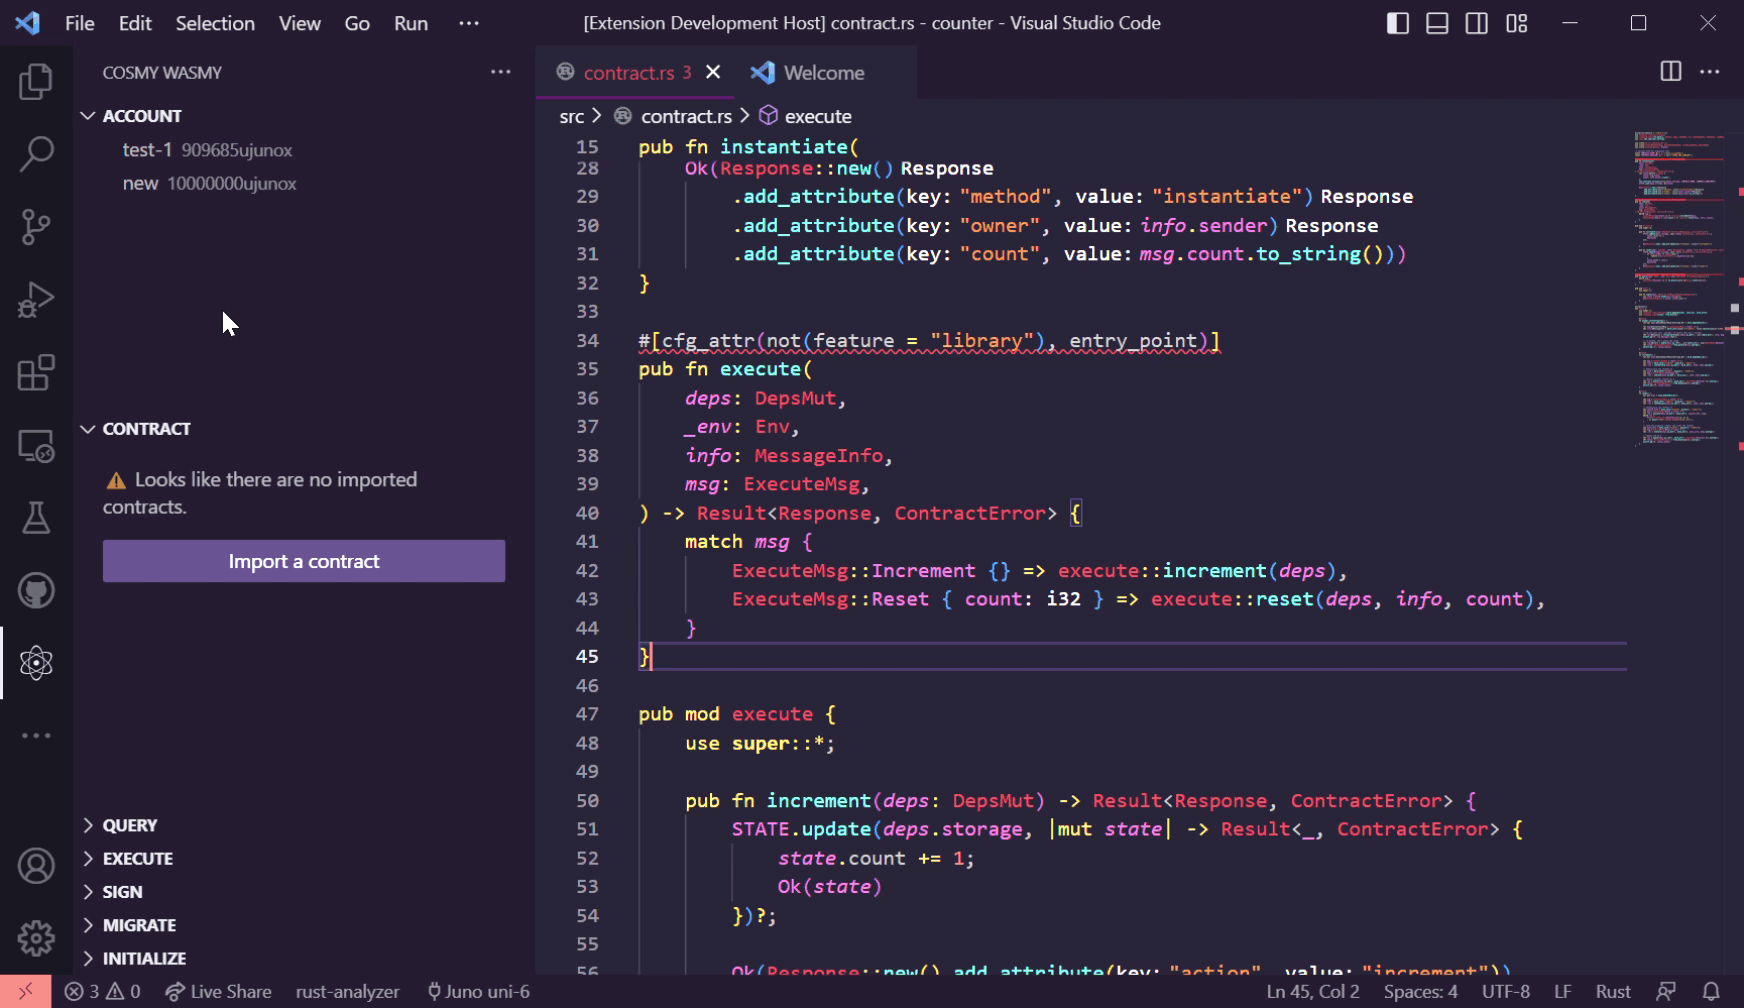 File Edit Selection View Go Run ··· [Extension Development Host] contract.rs - counter - Visual Studio Code
COSMY WASMY ···
ACCOUNT
test-1 909685ujunox
new 10000000ujunox
CONTRACT
Looks like there are no imported
contracts.
Import a contract
QUERY
EXECUTE
SIGN
MIGRATE
INITIALIZE
contract.rs 3 Welcome
src > contract.rs > execute
15 pub fn instantiate(
28     Ok(Response::new() Response
29         .add_attribute(key: "method", value: "instantiate") Response
30         .add_attribute(key: "owner", value: info.sender) Response
31         .add_attribute(key: "count", value: msg.count.to_string()))
32 }
33
34 #[cfg_attr(not(feature = "library"), entry_point)]
35 pub fn execute(
36     deps: DepsMut,
37     _env: Env,
38     info: MessageInfo,
39     msg: ExecuteMsg,
40 ) -> Result<Response, ContractError> {
41     match msg {
42         ExecuteMsg::Increment {} => execute::increment(deps),
43         ExecuteMsg::Reset { count: i32 } => execute::reset(deps, info, count),
44     }
45 }
46
47 pub mod execute {
48     use super::*;
49
50     pub fn increment(deps: DepsMut) -> Result<Response, ContractError> {
51         STATE.update(deps.storage, |mut state| -> Result<_, ContractError> {
52             state.count += 1;
53             Ok(state)
54         })?;
55
56         Ok(Response::new().add_attribute(key: "action", value: "increment"))
3 0 Live Share rust-analyzer Juno uni-6 Ln 45, Col 2 Spaces: 4 UTF-8 LF Rust